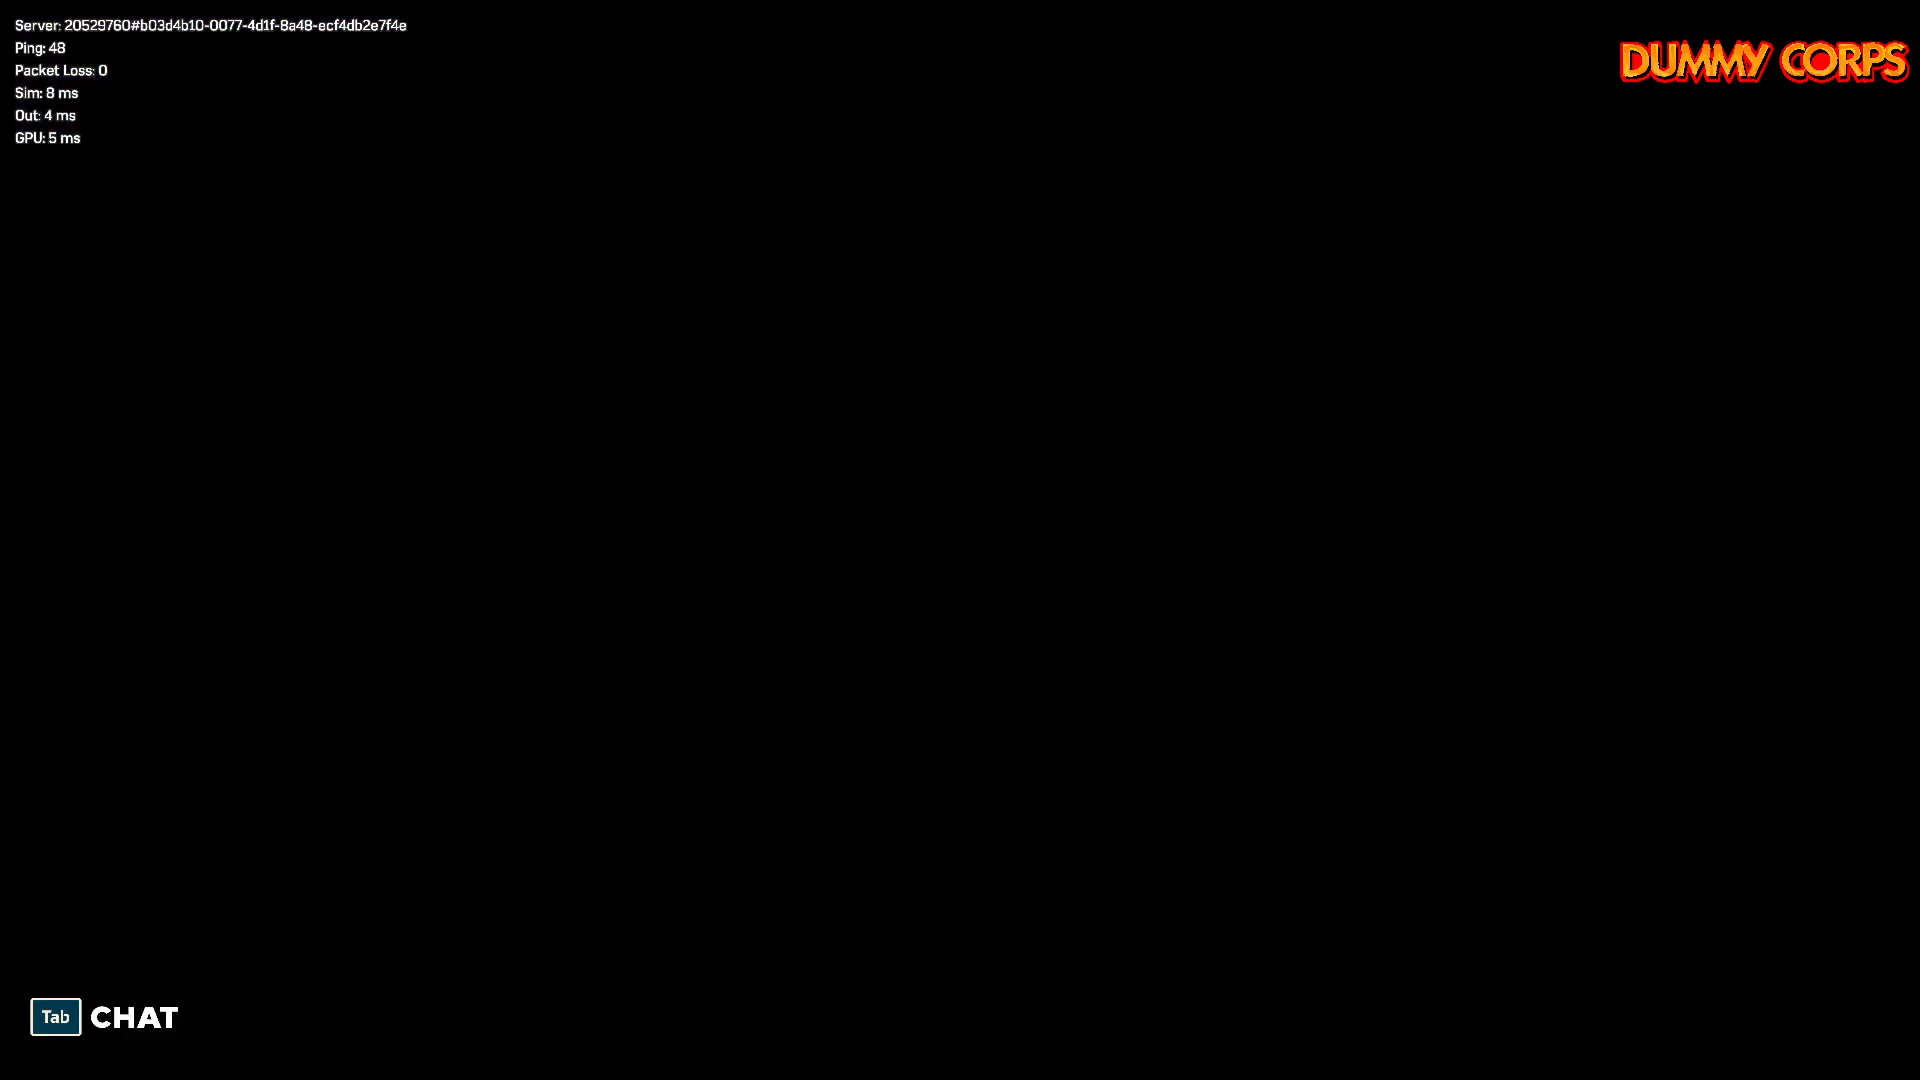 Server: 20529760#b03d4b10-0077-4d1f-8a48-ecf4db2e7f4e
Ping: 48
Packet Loss: 0
Sim: 8 ms
Out: 4 ms
GPU: 5 ms
DUMMY CORPS
Tab CHAT